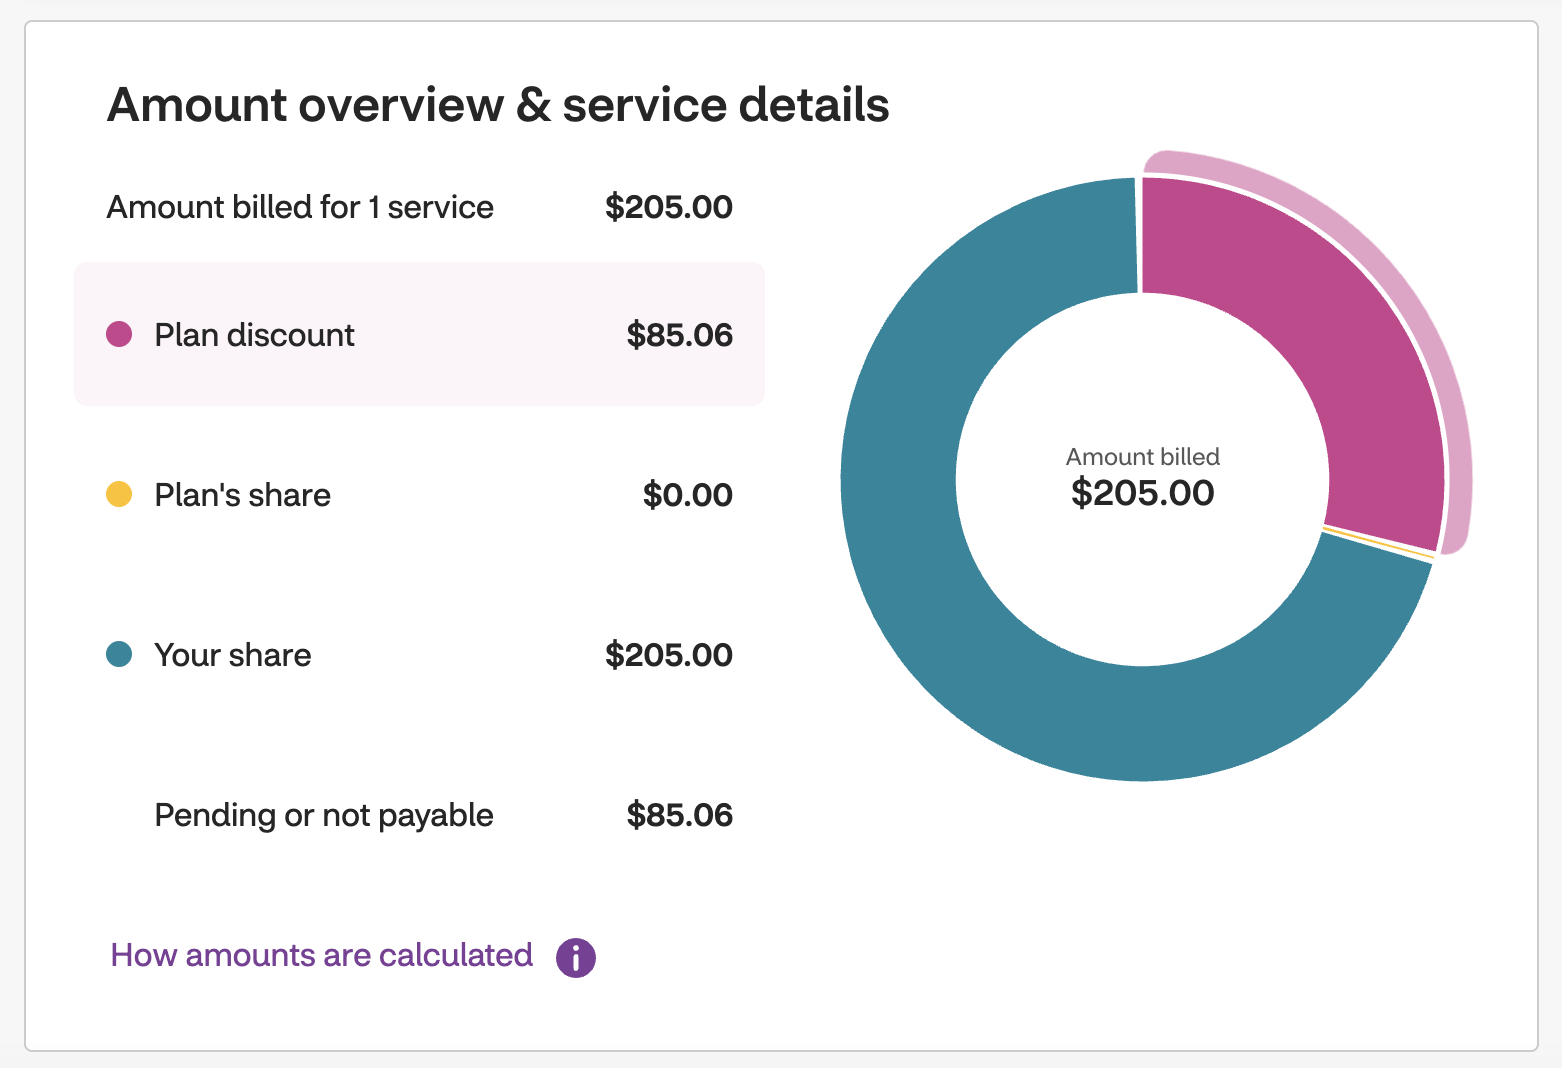 Amount overview & service details
Amount billed for 1 service $205.00
Plan discount $85.06
Plan's share $0.00
Your share $205.00
Pending or not payable $85.06
How amounts are calculated i
Amount billed
$205.00